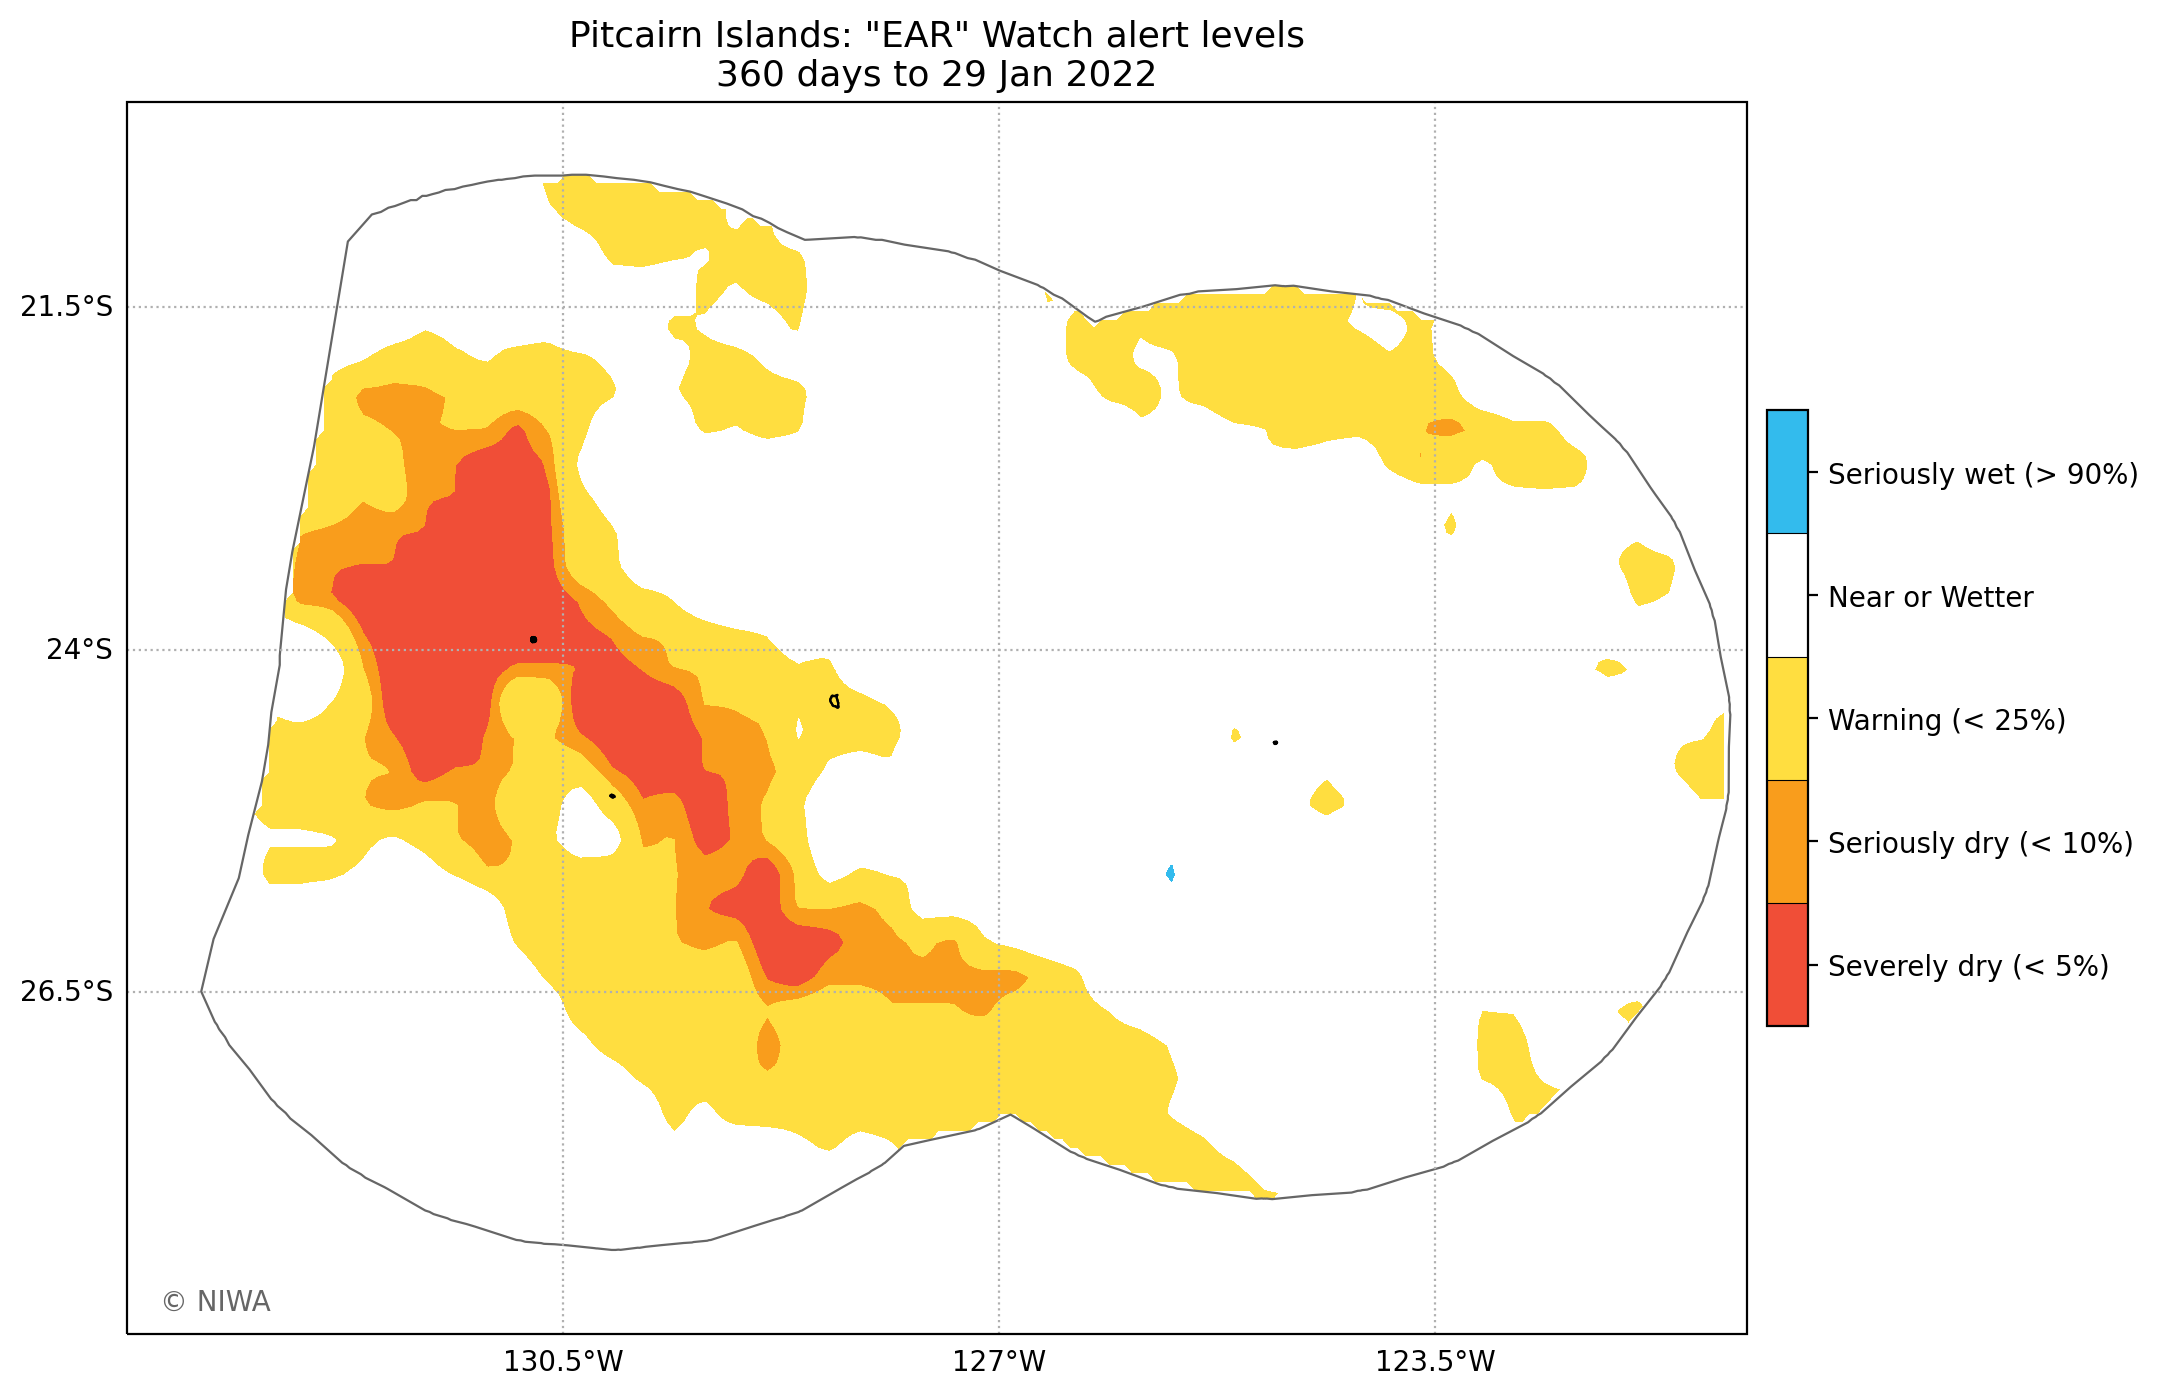 Pitcairn Islands: "EAR" Watch alert levels
360 days to 29 Jan 2022
21.5°S
24°S
26.5°S
130.5°W
127°W
123.5°W
Seriously wet (> 90%)
Near or Wetter
Warning (< 25%)
Seriously dry (< 10%)
Severely dry (< 5%)
© NIWA